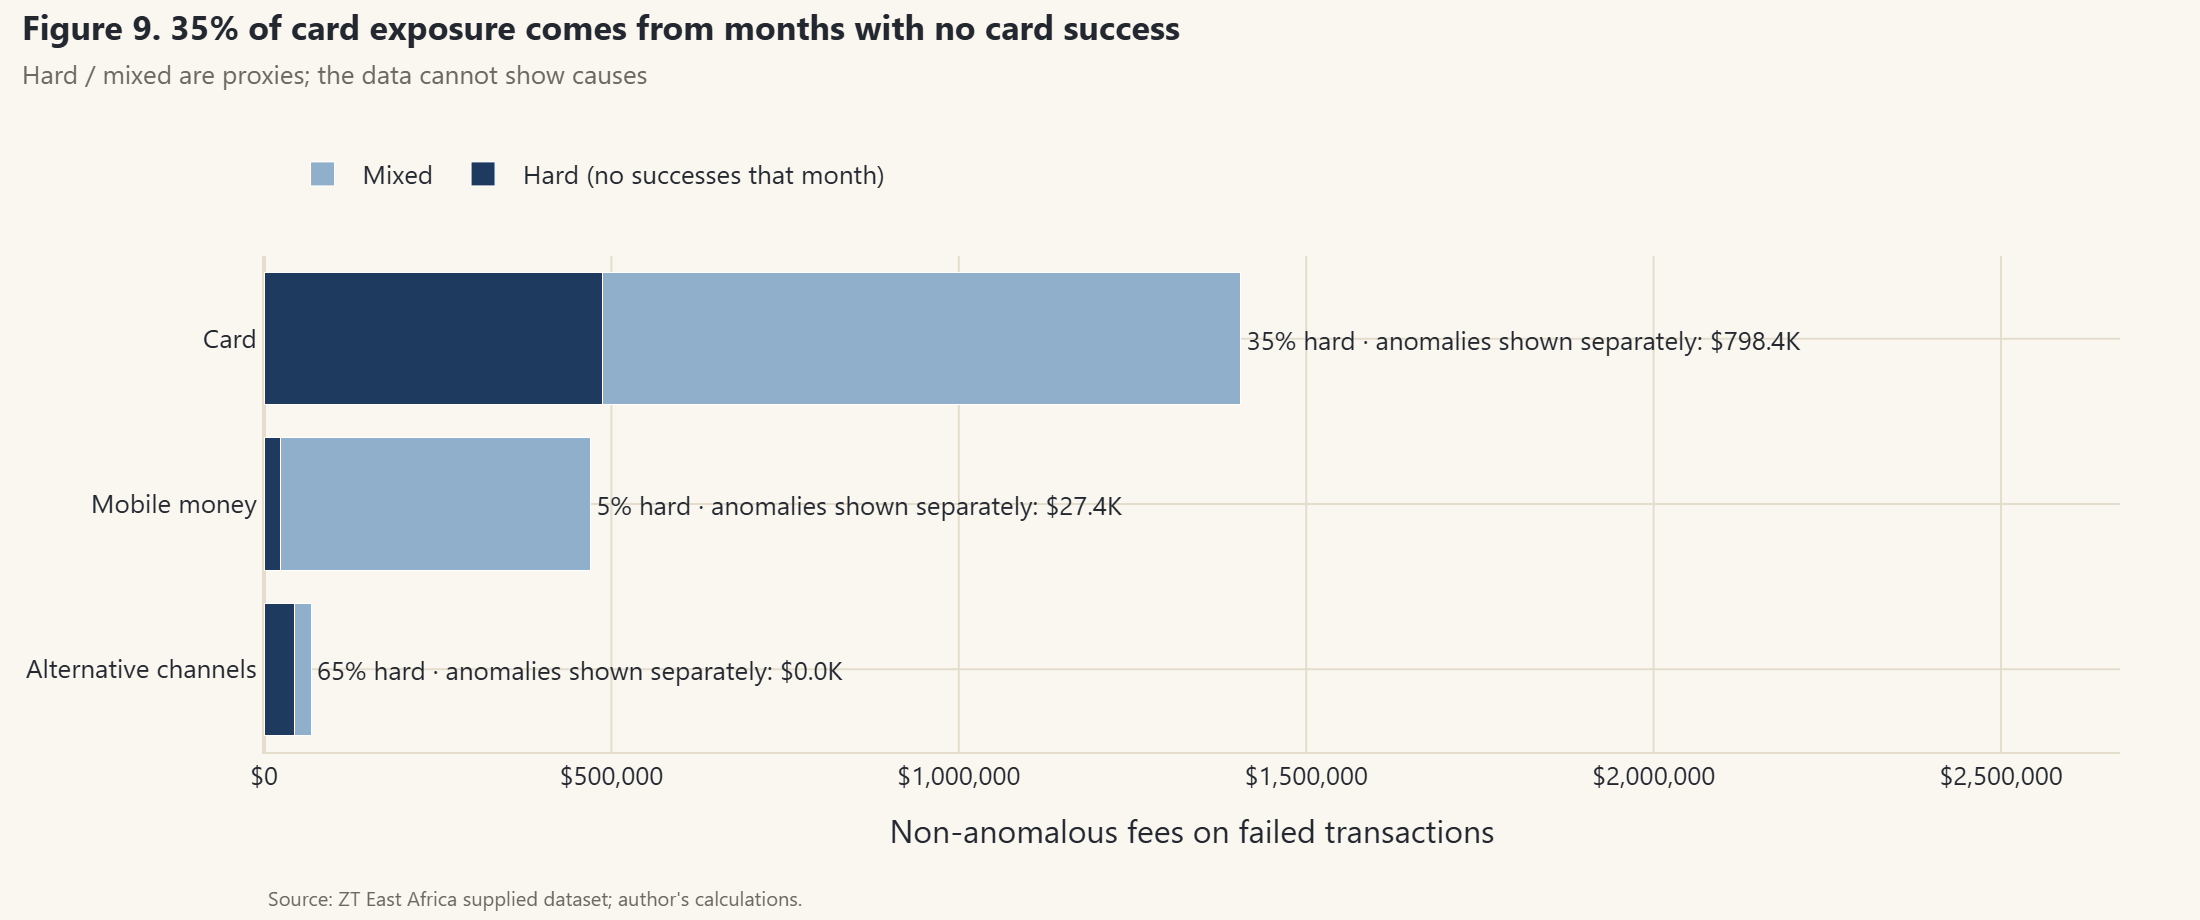 Figure 9. 35% of card exposure comes from months with no card success
Hard / mixed are proxies; the data cannot show causes
Mixed
Hard (no successes that month)
Card
35% hard · anomalies shown separately: $798.4K
Mobile money
5% hard · anomalies shown separately: $27.4K
Alternative channels
65% hard · anomalies shown separately: $0.0K
$0 $500,000 $1,000,000 $1,500,000 $2,000,000 $2,500,000
Non-anomalous fees on failed transactions
Source: ZT East Africa supplied dataset; author's calculations.